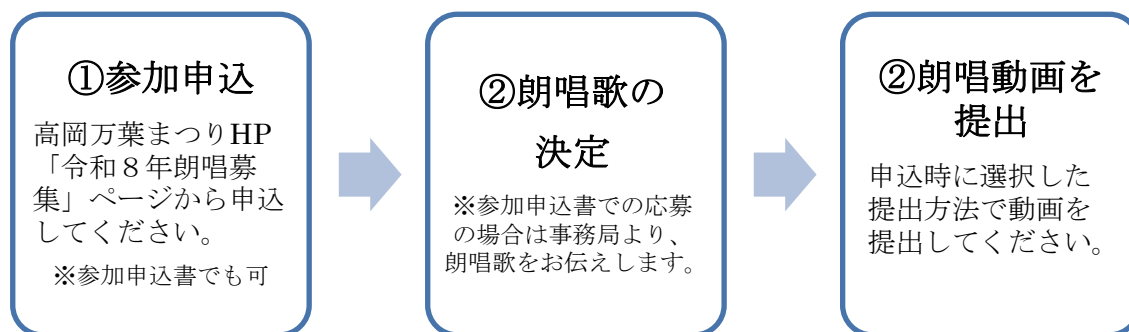 ①参加申込
高岡万葉まつりHP
「令和８年朗唱募
集」ページから申込
してください。
※参加申込書でも可
②朗唱歌の
決定
※参加申込書での応募
の場合は事務局より、
朗唱歌をお伝えします。
②朗唱動画を
提出
申込時に選択した
提出方法で動画を
提出してください。